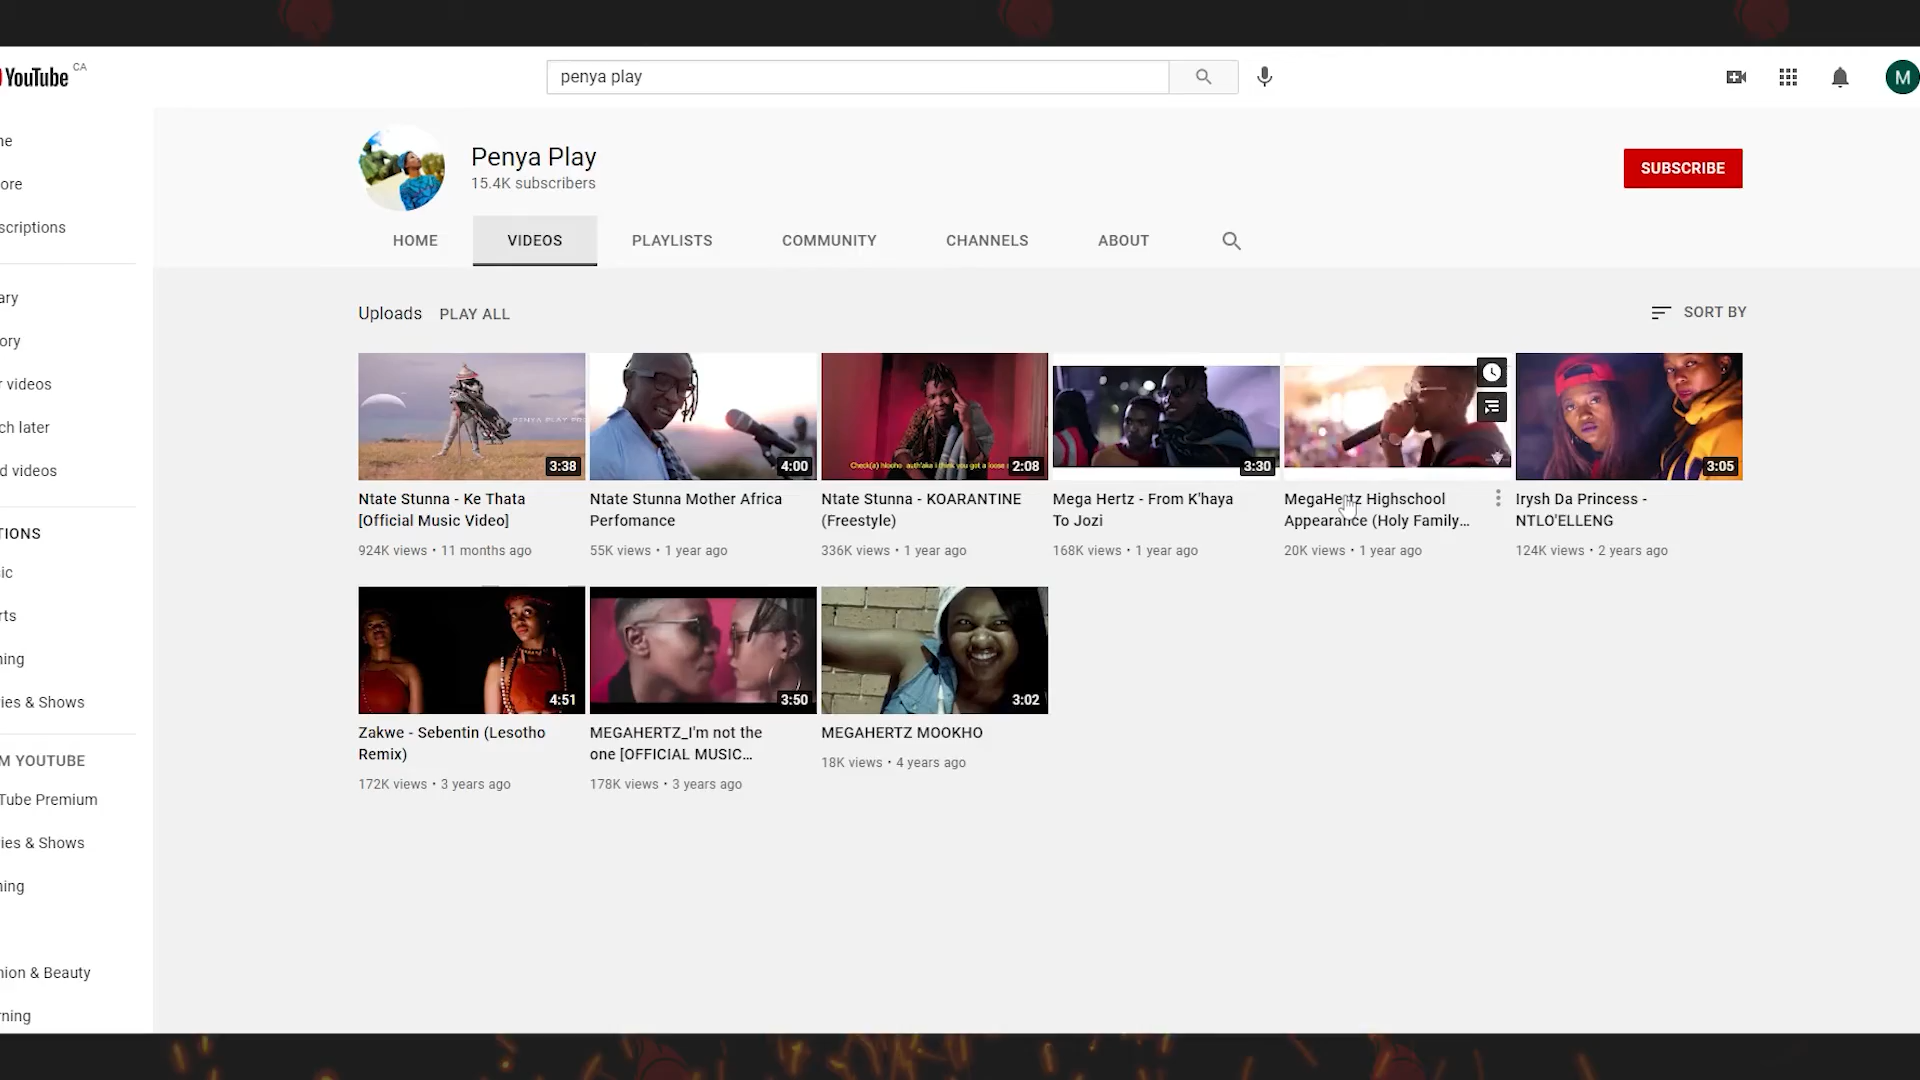 YouTube CA
penya play
M
Penya Play
15.4K subscribers
SUBSCRIBE
HOME
VIDEOS
PLAYLISTS
COMMUNITY
CHANNELS
ABOUT
ne
ore
scriptions
ary
ory
r videos
ch later
d videos
TIONS
ic
rts
ning
ies & Shows
M YOUTUBE
Tube Premium
ies & Shows
ning
nion & Beauty
rning
Uploads
PLAY ALL
SORT BY
PENYA PLAY
3:38
Ntate Stunna - Ke Thata
[Official Music Video]
924K views • 11 months ago
4:00
Ntate Stunna Mother Africa
Perfomance
55K views • 1 year ago
2:08
Ntate Stunna - KOARANTINE
(Freestyle)
336K views • 1 year ago
3:30
Mega Hertz - From K'haya
To Jozi
168K views • 1 year ago
MegaHertz Highschool
Appearance (Holy Family...
20K views • 1 year ago
3:05
Irysh Da Princess -
NTLO'ELLENG
124K views • 2 years ago
4:51
Zakwe - Sebentin (Lesotho
Remix)
172K views • 3 years ago
3:50
MEGAHERTZ_I'm not the
one [OFFICIAL MUSIC...
178K views • 3 years ago
3:02
MEGAHERTZ MOOKHO
18K views • 4 years ago